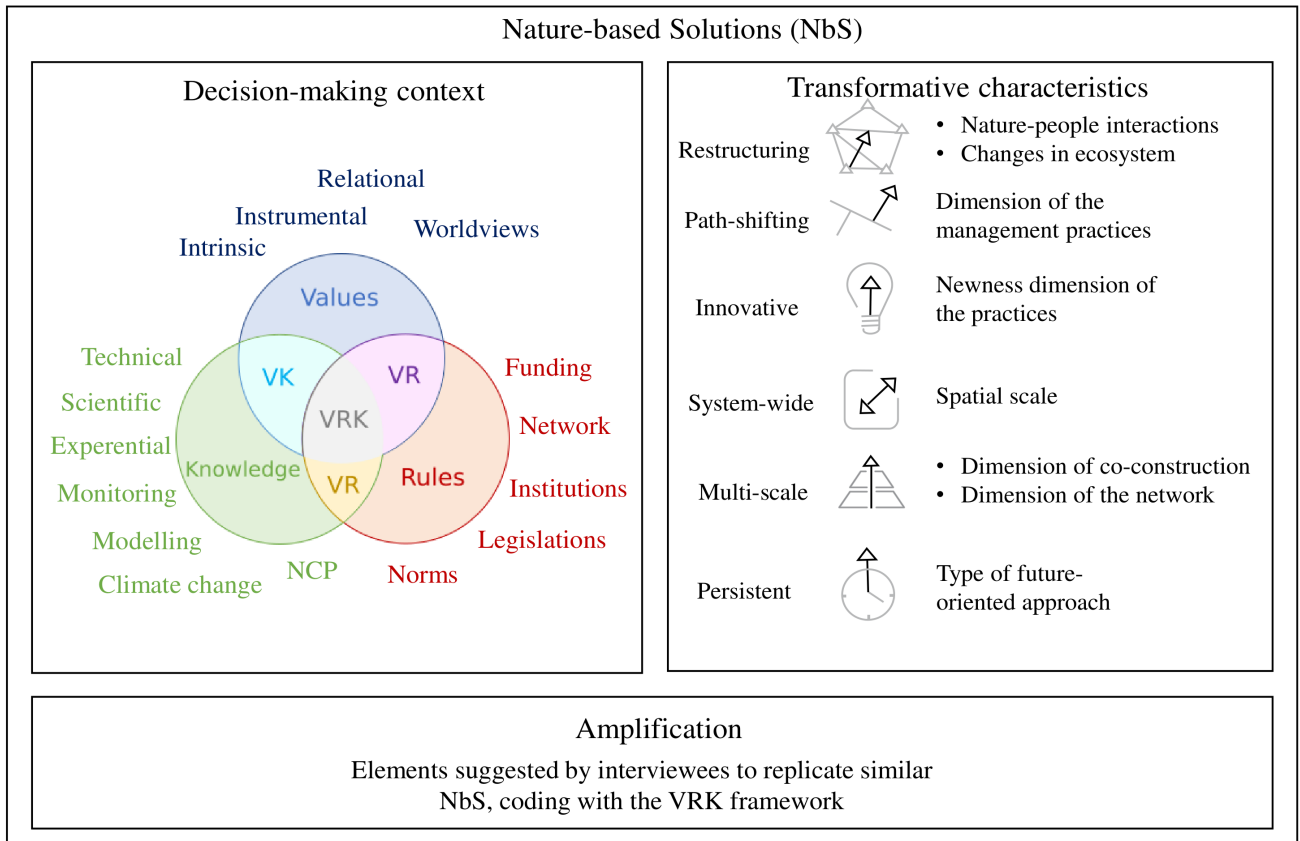 Nature-based Solutions (NbS)
Decision-making context
Relational
Instrumental
Worldviews
Intrinsic
Values
Technical
VK
VR
Funding
Scientific
VRK
Network
Experential
Knowledge
Rules
Monitoring
VR
Institutions
Modelling
Legislations
Climate change
NCP
Norms
Transformative characteristics
Restructuring
• Nature-people interactions
• Changes in ecosystem
Path-shifting
Dimension of the
management practices
Innovative
Newness dimension of
the practices
System-wide
Spatial scale
Multi-scale
• Dimension of co-construction
• Dimension of the network
Persistent
Type of future-
oriented approach
Amplification
Elements suggested by interviewees to replicate similar
NbS, coding with the VRK framework